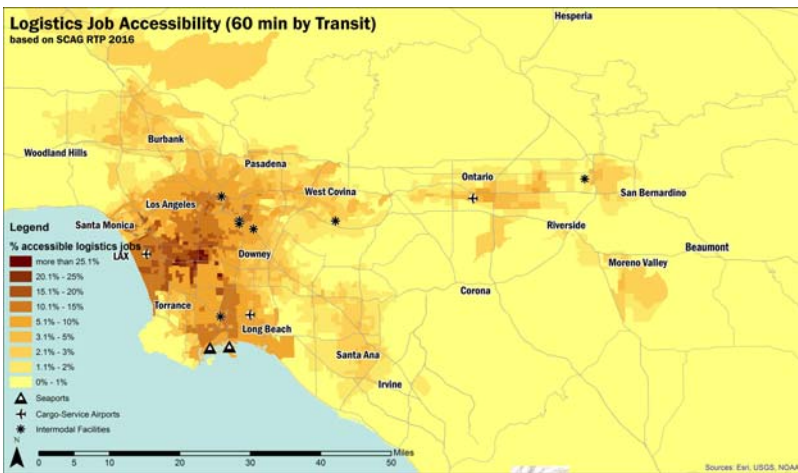 Logistics Job Accessibility (60 min by Transit)
based on SCAG RTP 2016
Hesperia
Burbank
Woodland Hills
Pasadena
West Covina
Ontario
San Bernardino
Los Angeles
Santa Monica
LAX
Downey
Riverside
Beaumont
Moreno Valley
Corona
Torrance
Long Beach
Santa Ana
Irvine
Legend
% accessible logistics jobs
more than 25.1%
20.1% - 25%
15.1% - 20%
10.1% - 15%
5.1% - 10%
3.1% - 5%
2.1% - 3%
1.1% - 2%
0% - 1%
Seaports
Cargo-Service Airports
Intermodal Facilities
N
Miles
0 5 10 20 30 40 50
Sources: Esri, USGS, NOAA